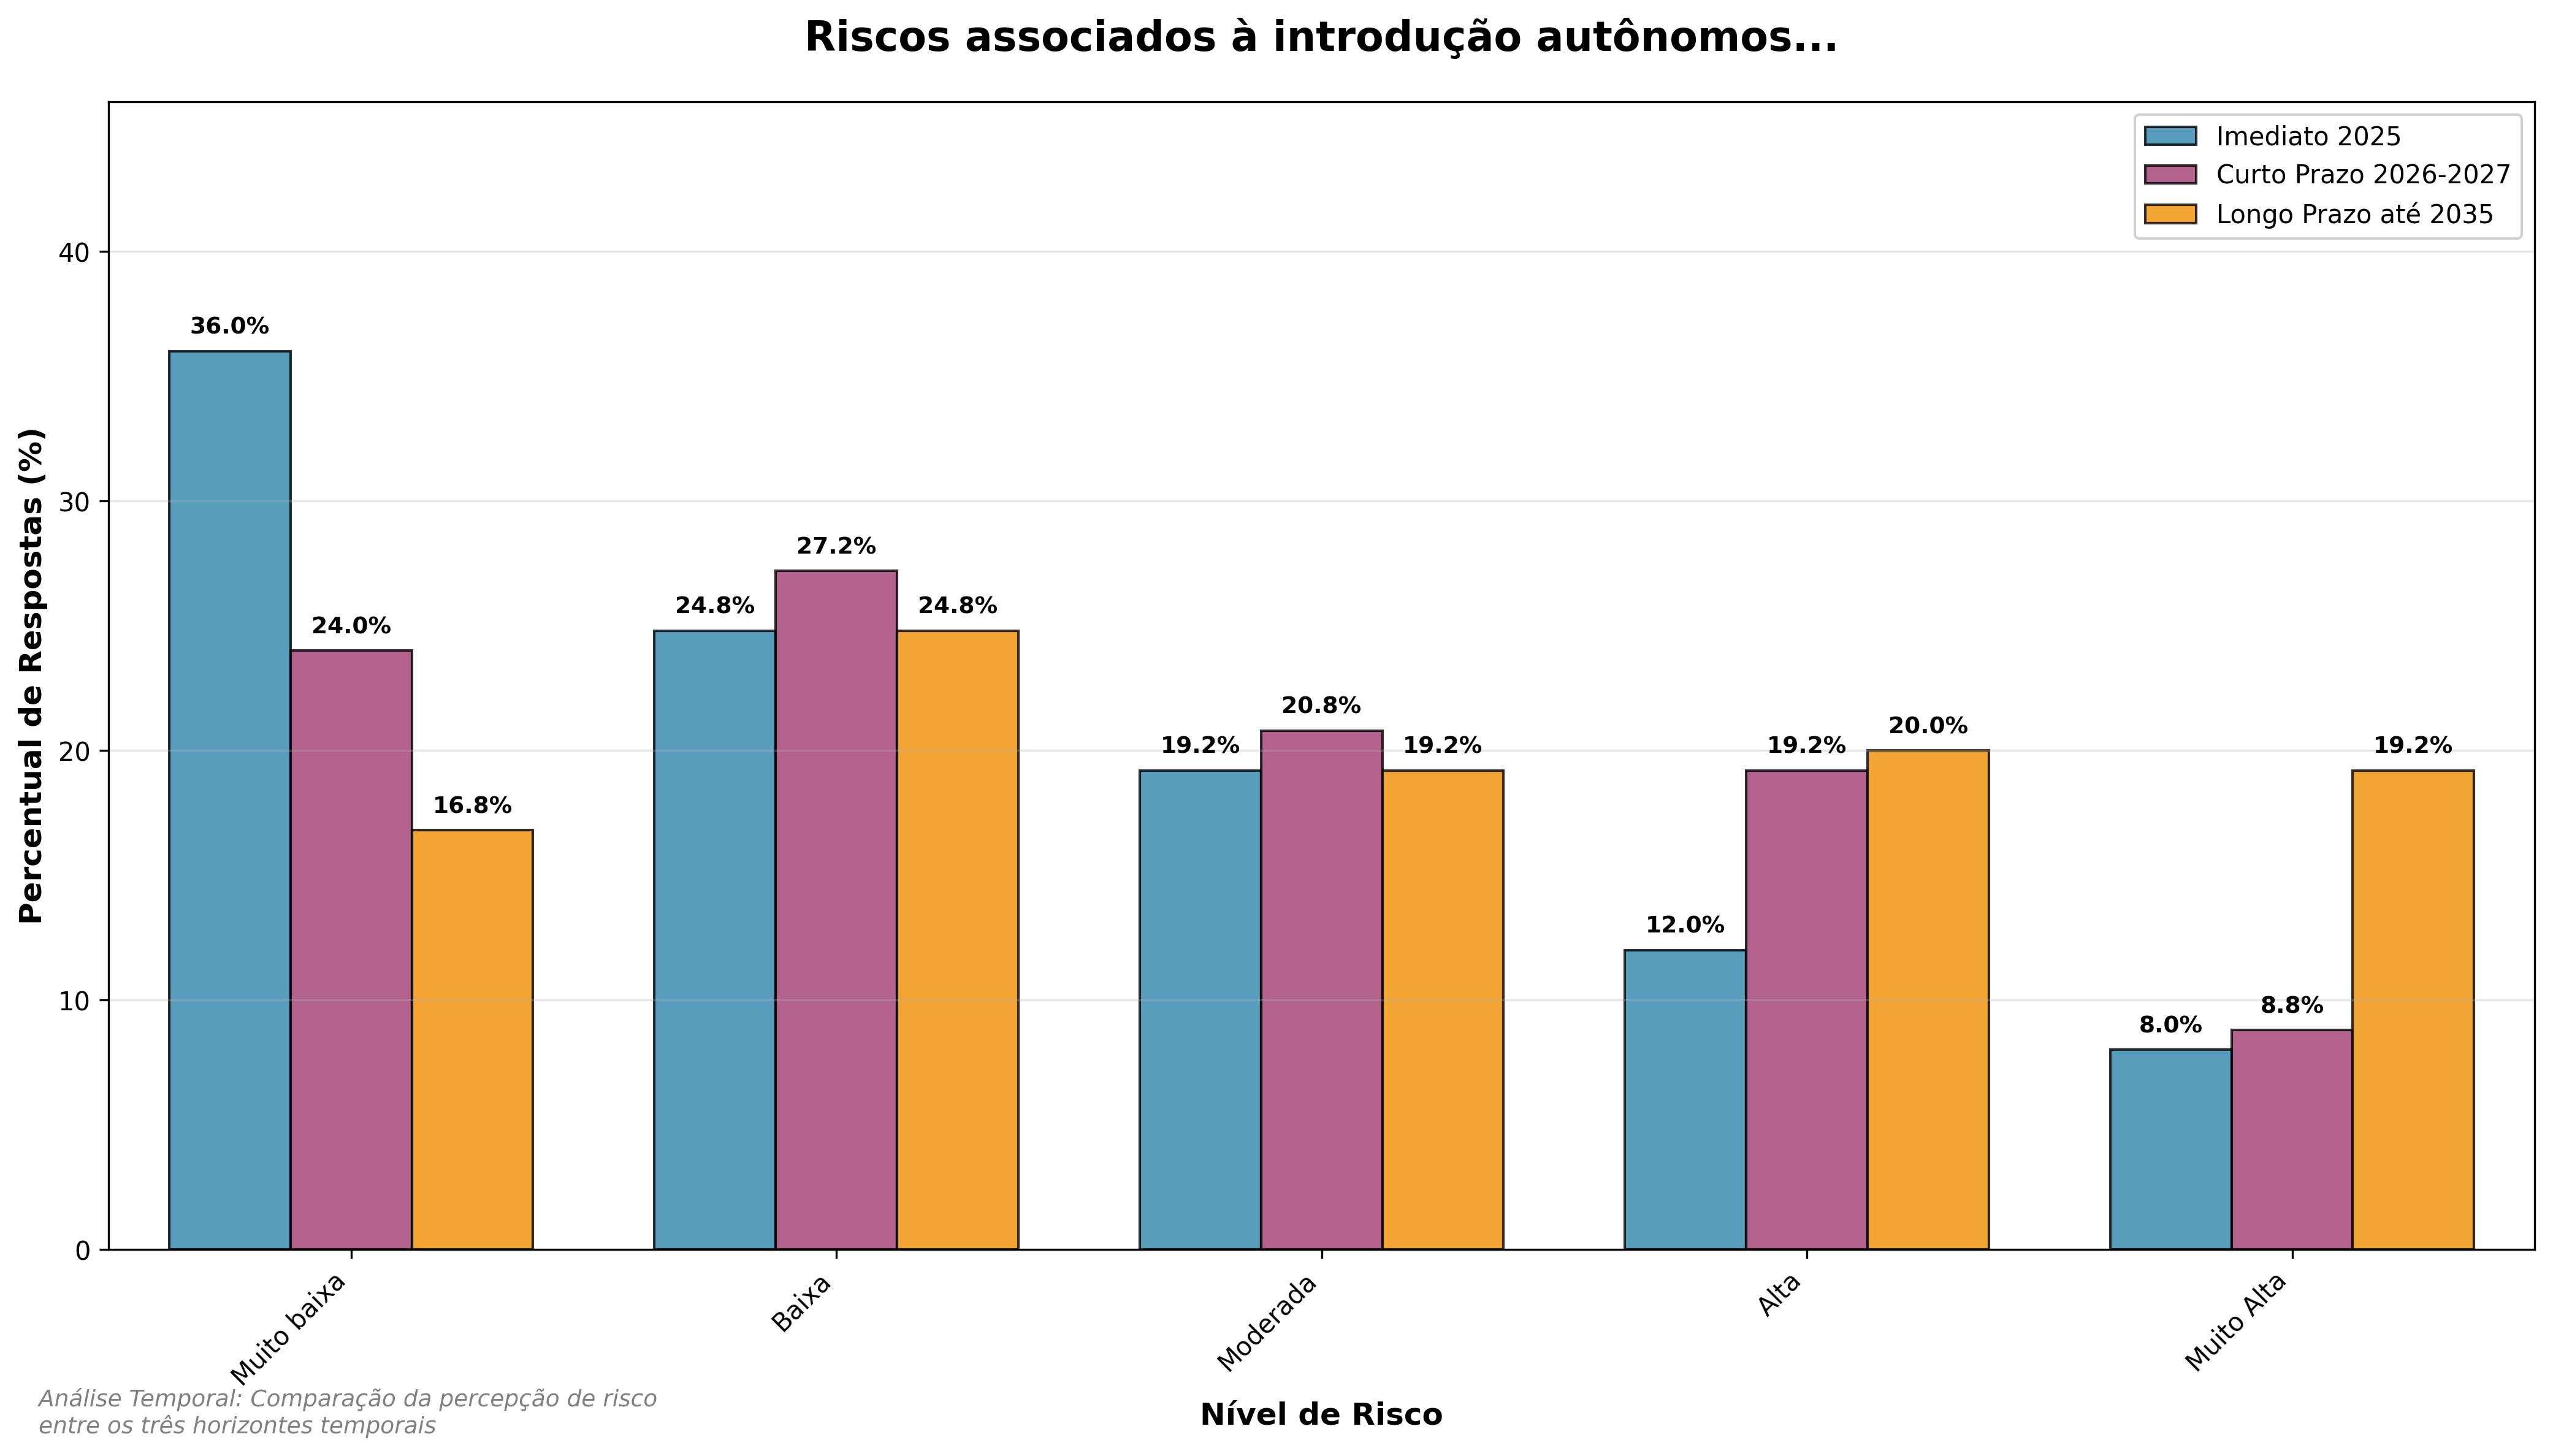 Riscos associados à introdução autônomos...
Imediato 2025
Curto Prazo 2026-2027
Longo Prazo até 2035
Percentual de Respostas (%)
40
30
20
10
0
36.0%
24.0%
16.8%
24.8%
27.2%
24.8%
19.2%
20.8%
19.2%
12.0%
19.2%
20.0%
8.0%
8.8%
19.2%
Muito baixa
Baixa
Moderada
Alta
Muito Alta
Nível de Risco
Análise Temporal: Comparação da percepção de risco
entre os três horizontes temporais